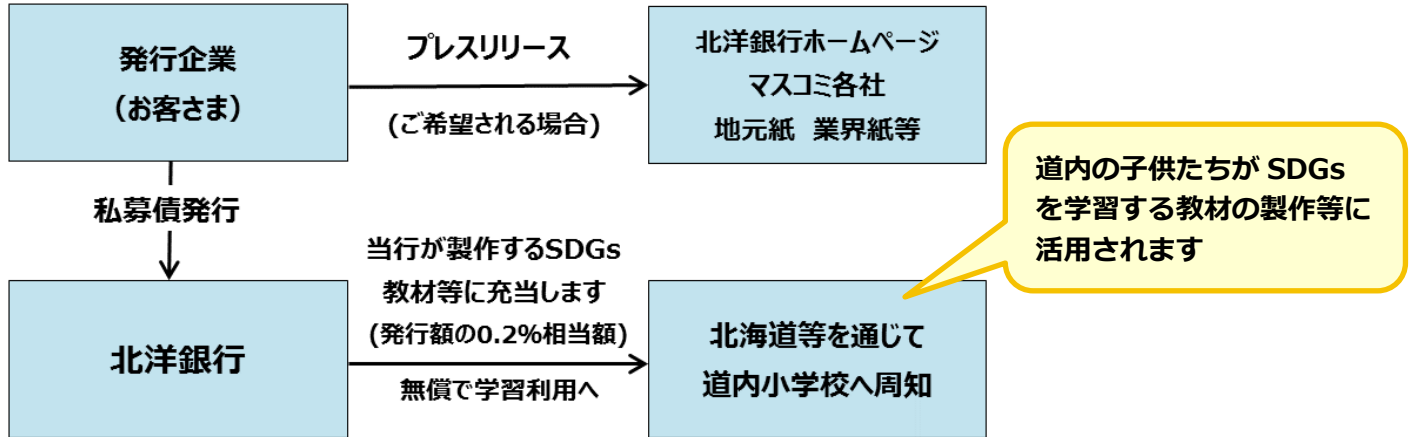 発行企業
（お客さま）
プレスリリース
(ご希望される場合)
北洋銀行ホームページ
マスコミ各社
地元紙　業界紙等
道内の子供たちが SDGs
を学習する教材の製作等に
活用されます
私募債発行
北洋銀行
当行が製作するSDGs
教材等に充当します
(発行額の0.2%相当額)
無償で学習利用へ
北海道等を通じて
道内小学校へ周知